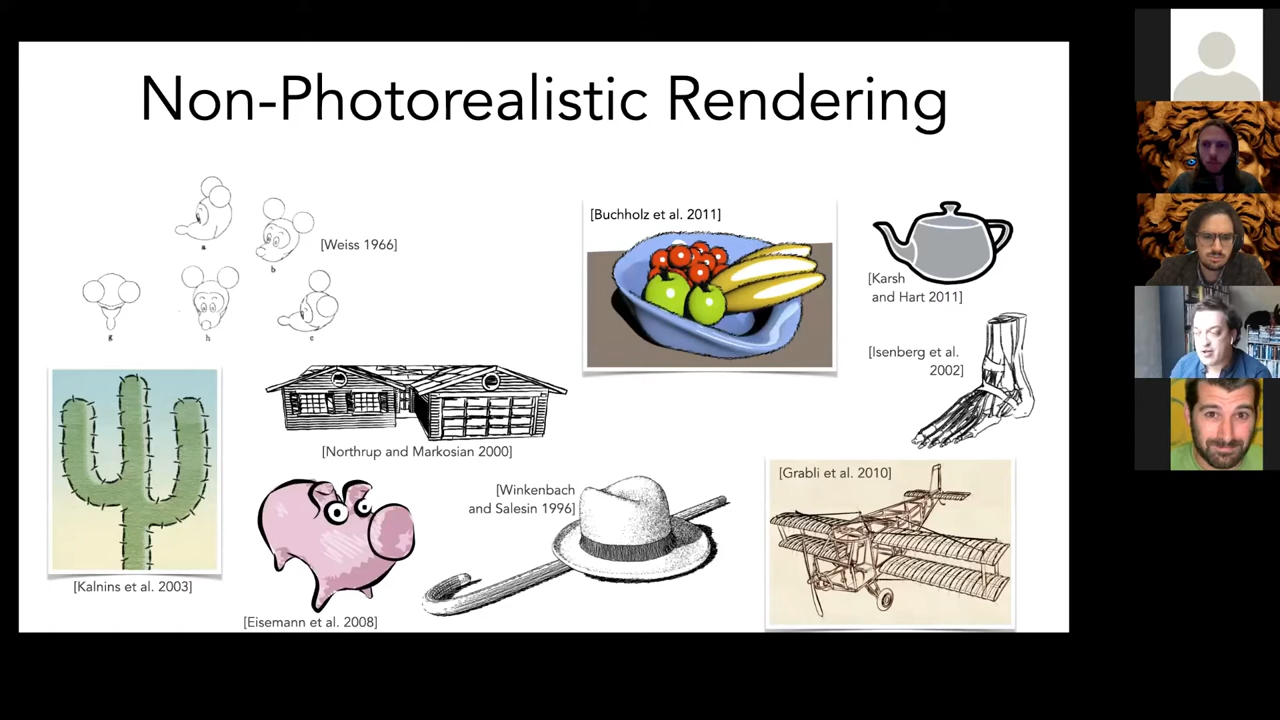 Non-Photorealistic Rendering
a
b
[Weiss 1966]
g
h
c
[Buchholz et al. 2011]
[Karsh
and Hart 2011]
[Isenberg et al.
2002]
[Northrup and Markosian 2000]
[Kalnins et al. 2003]
[Eisemann et al. 2008]
[Winkenbach
and Salesin 1996]
[Grabli et al. 2010]